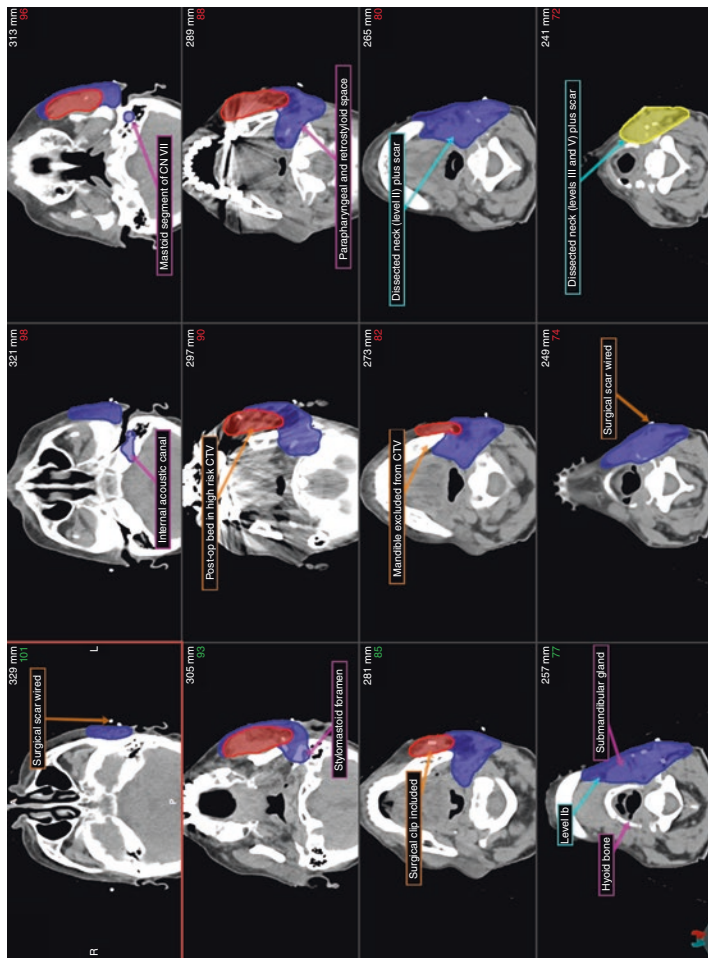 329 mm
101
Surgical scar wired
R
L
P
321 mm
98
Internal acoustic canal
313 mm
96
Mastoid segment of CN VII
305 mm
93
Stylomastoid foramen
297 mm
90
Post-op bed in high risk CTV
289 mm
88
Parapharyngeal and retrostyloid space
281 mm
85
Surgical clip included
273 mm
82
Mandible excluded from CTV
265 mm
80
Dissected neck (level II) plus scar
257 mm
77
Level Ib
Submandibular gland
Hyoid bone
249 mm
74
Surgical scar wired
241 mm
72
Dissected neck (levels III and V) plus scar